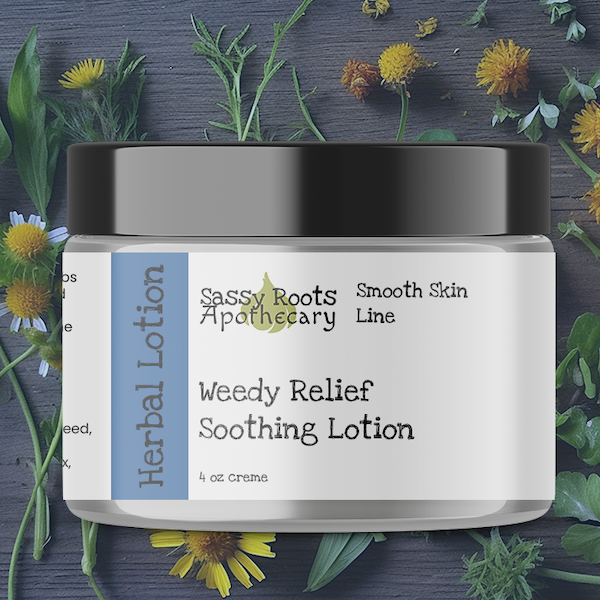 Herbal Lotion
Sassy Roots
Apothecary
Smooth Skin
Line
Weedy Relief
Soothing Lotion
4 oz creme